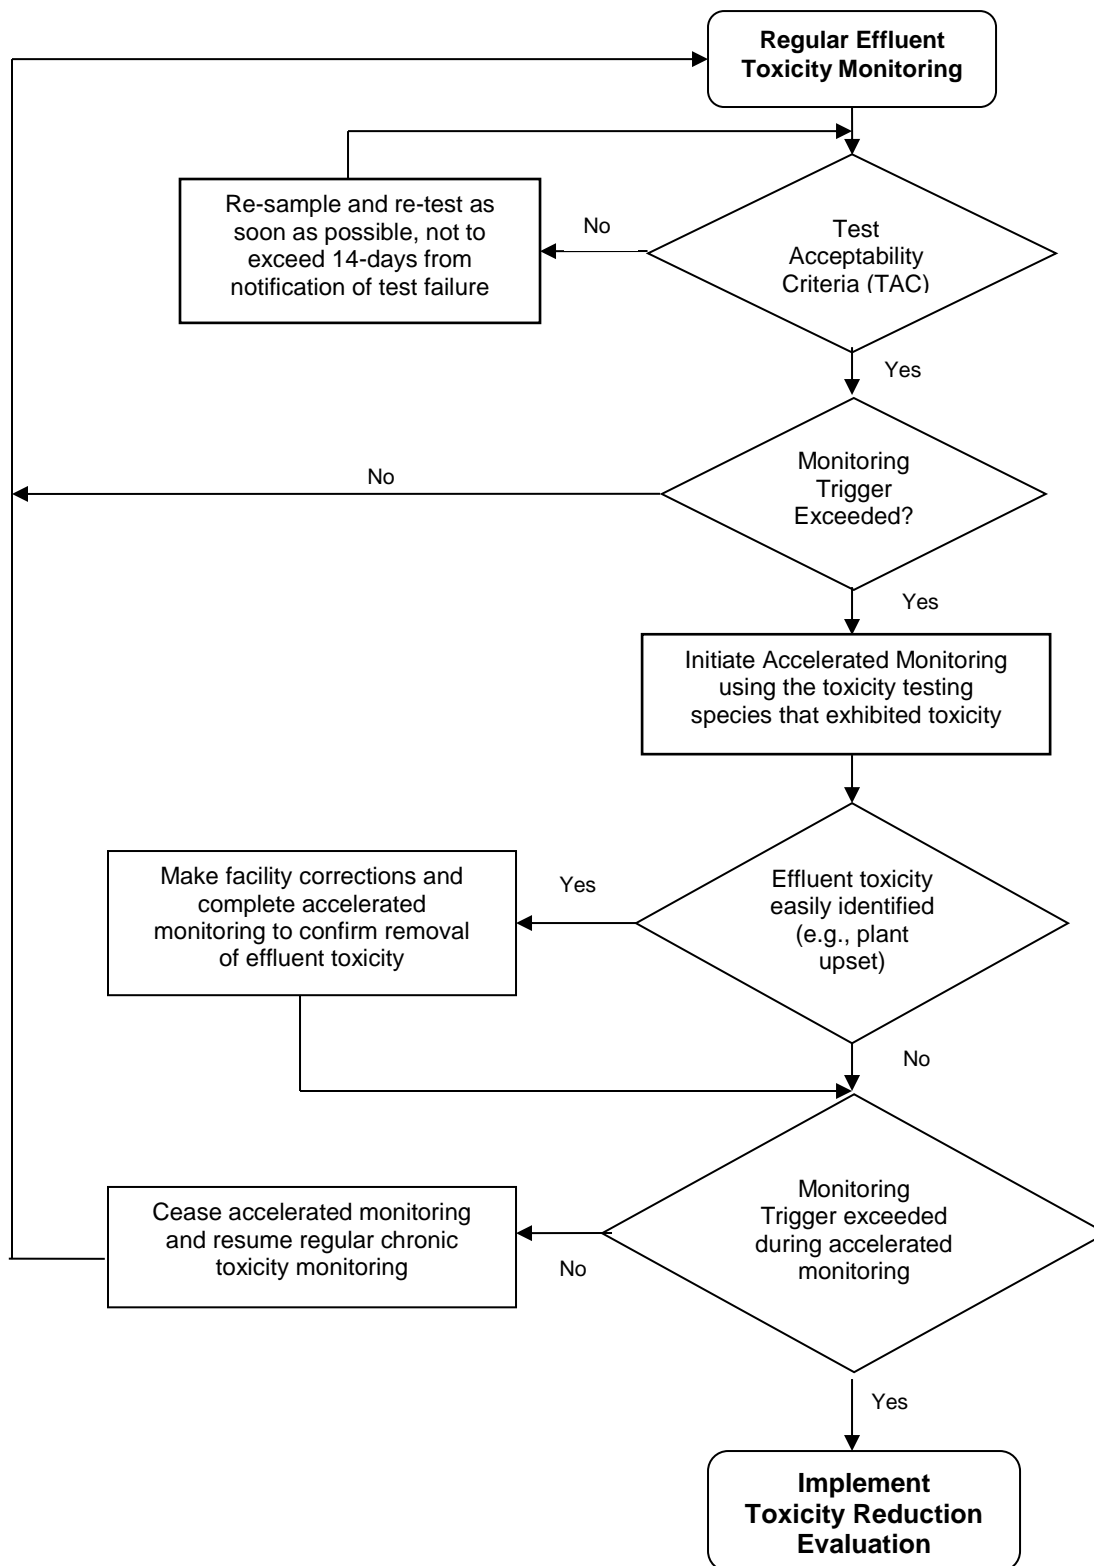 Regular Effluent
Toxicity Monitoring
Re-sample and re-test as
soon as possible, not to
exceed 14-days from
notification of test failure
No
Test
Acceptability
Criteria (TAC)
Yes
Monitoring
Trigger
Exceeded?
No
Yes
Initiate Accelerated Monitoring
using the toxicity testing
species that exhibited toxicity
Make facility corrections and
complete accelerated
monitoring to confirm removal
of effluent toxicity
Yes
Effluent toxicity
easily identified
(e.g., plant
upset)
No
Monitoring
Trigger exceeded
during accelerated
monitoring
Cease accelerated monitoring
and resume regular chronic
toxicity monitoring
No
Yes
Implement
Toxicity Reduction
Evaluation